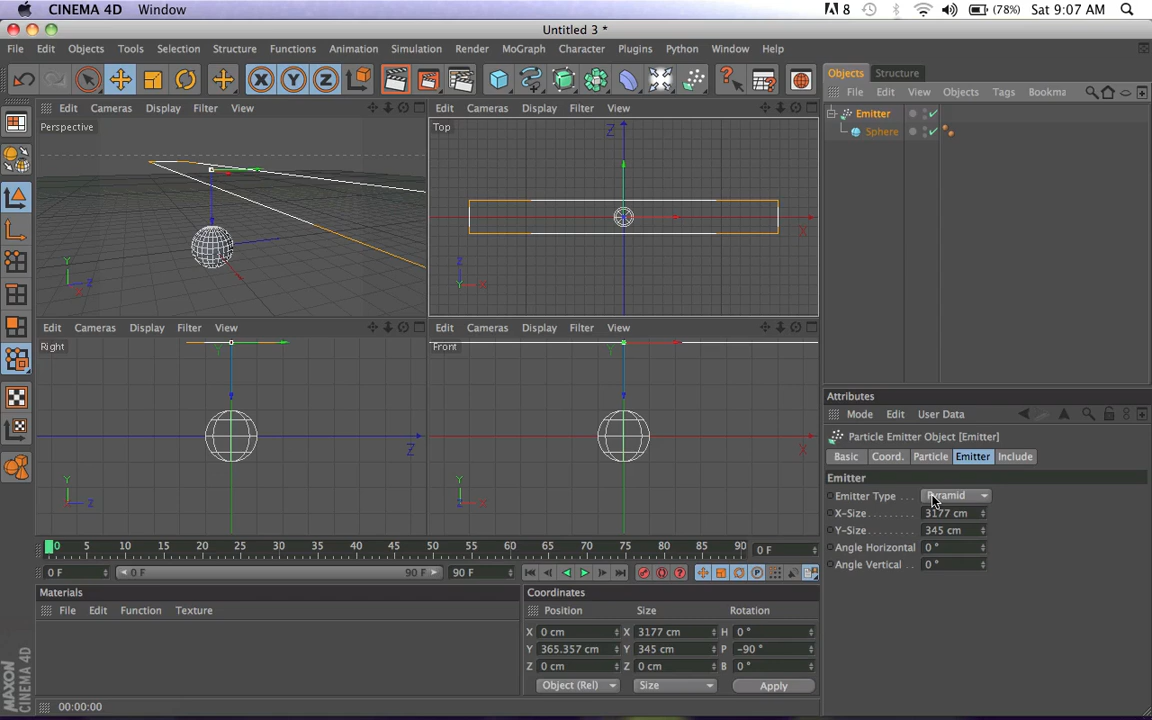 CINEMA 4D Window 8 (78%) Sat 9:07 AM
Untitled 3 *
File Edit Objects Tools Selection Structure Functions Animation Simulation Render MoGraph Character Plugins Python Window Help
X Y Z
Objects Structure
File Edit View Objects Tags Bookma
Emitter
Sphere
Edit Cameras Display Filter View
Perspective
Y
Z
X
Edit Cameras Display Filter View
Top
Z
X
Z
Y X
Edit Cameras Display Filter View
Right
Y
Z
Y
X Z
Edit Cameras Display Filter View
Front
Y
X
Y
Z X
0 5 10 15 20 25 30 35 40 45 50 55 60 65 70 75 80 85 90 0 F
0 F 0 F 90 F 90 F
Materials
File Edit Function Texture
Coordinates
Position Size Rotation
X 0 cm X 3177 cm H 0 °
Y 365.357 cm Y 345 cm P -90 °
Z 0 cm Z 0 cm B 0 °
Object (Rel) Size Apply
Attributes
Mode Edit User Data
Particle Emitter Object [Emitter]
Basic Coord. Particle Emitter Include
Emitter
Emitter Type . . . Pyramid
X-Size. . . . . . . . 3177 cm
Y-Size. . . . . . . . 345 cm
Angle Horizontal 0 °
Angle Vertical . . 0 °
MAXON
CINEMA 4D
00:00:00